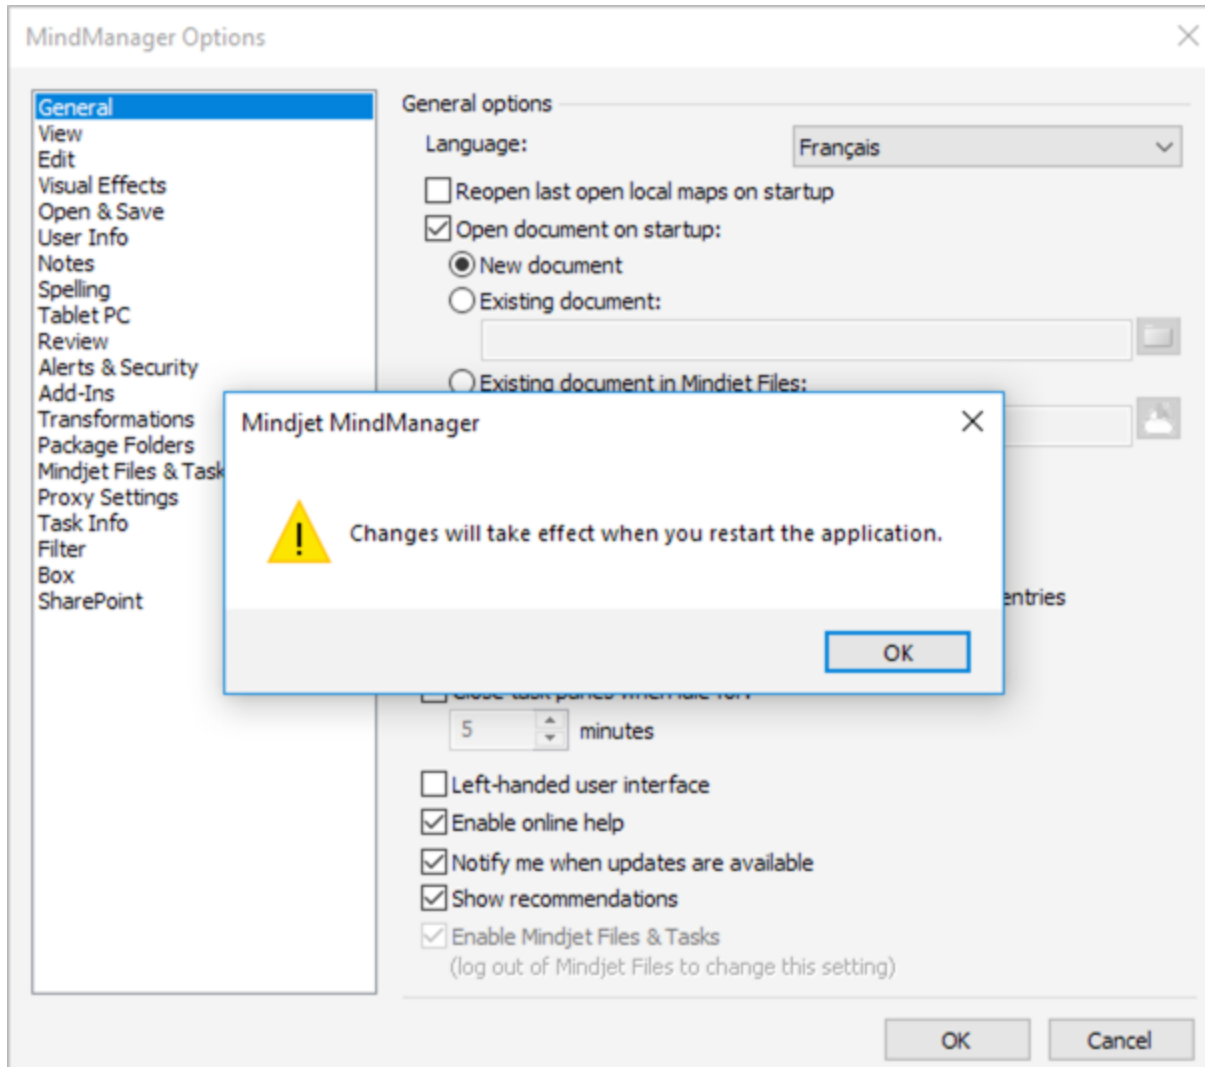 MindManager Options
General
View
Edit
Visual Effects
Open & Save
User Info
Notes
Spelling
Tablet PC
Review
Alerts & Security
Add-Ins
Transformations
Package Folders
Mindjet Files & Task
Proxy Settings
Task Info
Filter
Box
SharePoint
General options
Language:
Français
Reopen last open local maps on startup
Open document on startup:
New document
Existing document:
Existing document in Mindjet Files:
Mindjet MindManager
Changes will take effect when you restart the application.
OK
entries
5 minutes
Left-handed user interface
Enable online help
Notify me when updates are available
Show recommendations
Enable Mindjet Files & Tasks
(log out of Mindjet Files to change this setting)
OK
Cancel